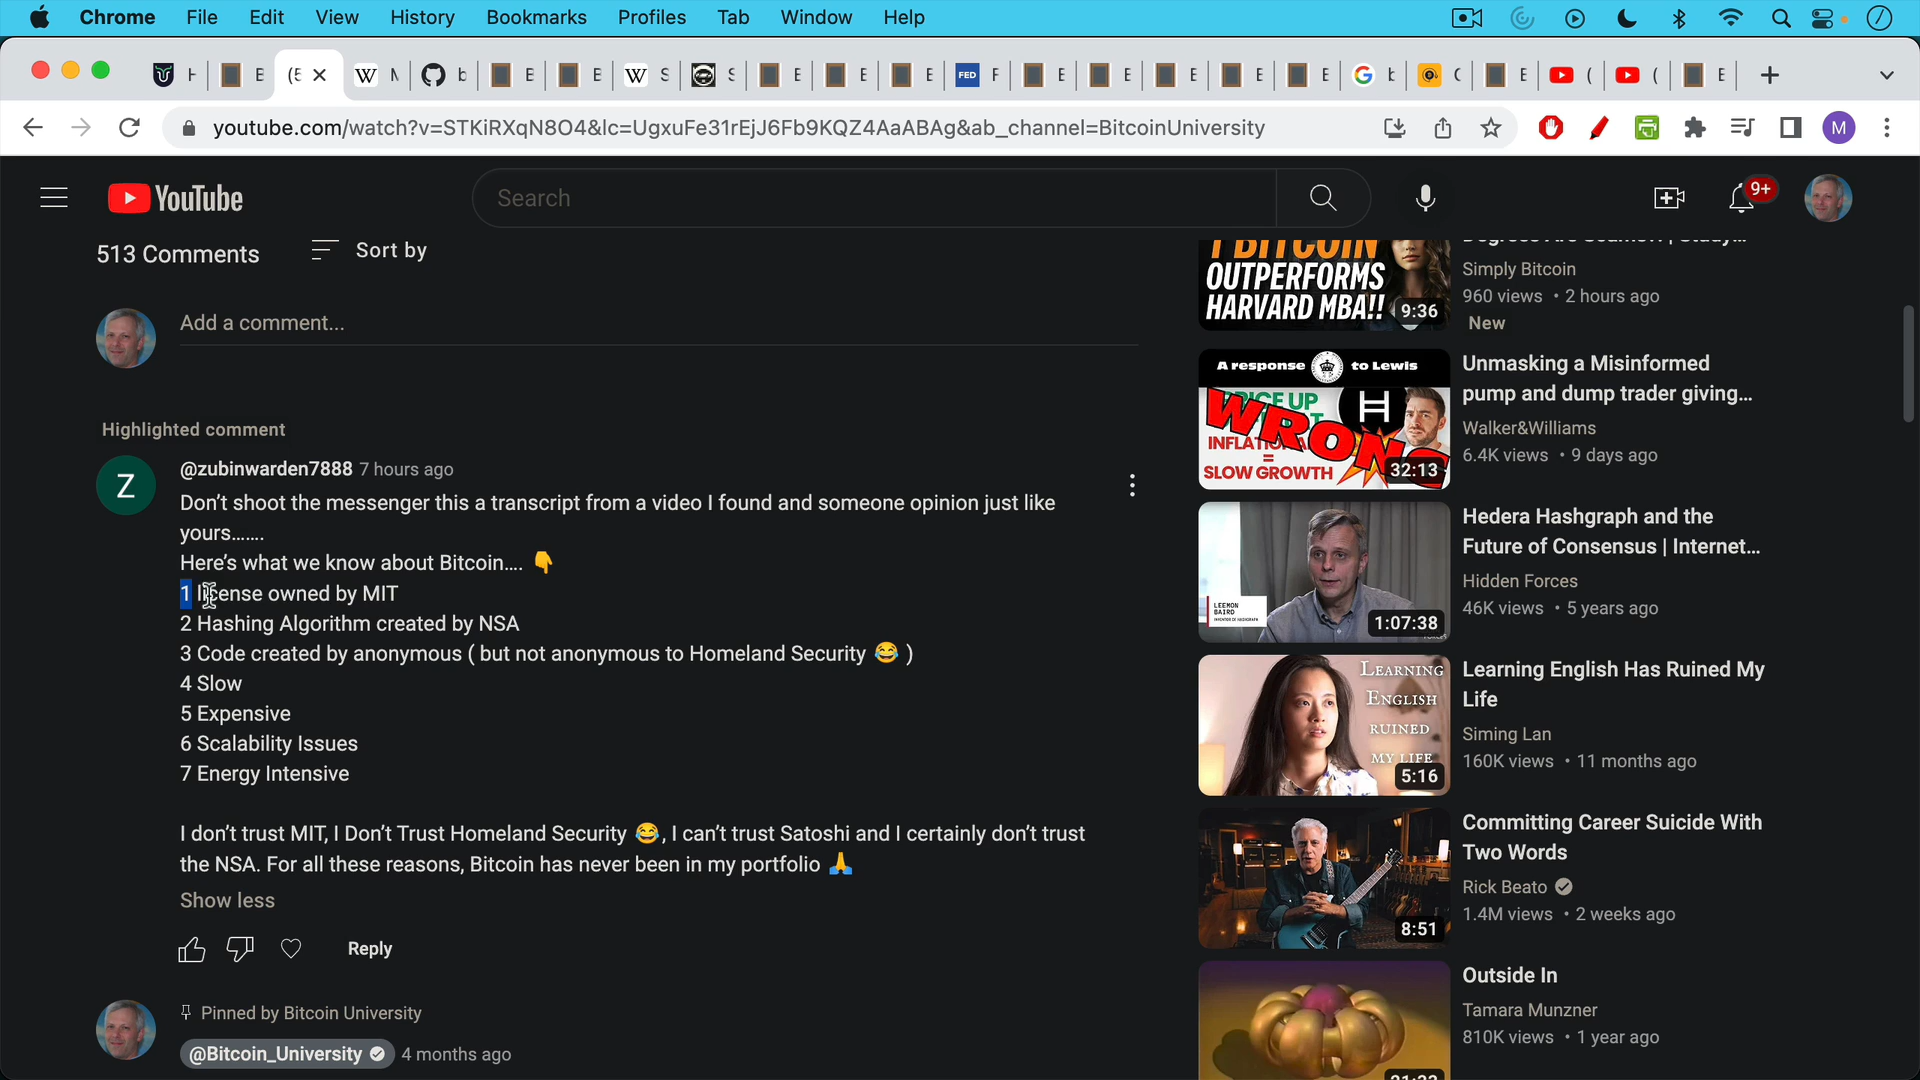 Chrome File Edit View History Bookmarks Profiles Tab Window Help
H E (5 W M b E E W S S E E E FED F E E E E E G b C E ( ( E
youtube.com/watch?v=STKiRXqN8O4&lc=UgxuFe31rEjJ6Fb9KQZ4AaABAg&ab_channel=BitcoinUniversity
M
YouTube
Search
9+
513 Comments
Sort by
Add a comment...
Highlighted comment
Z
@zubinwarden7888 7 hours ago
Don't shoot the messenger this a transcript from a video I found and someone opinion just like
yours.......
Here's what we know about Bitcoin.... 👇
1 license owned by MIT
2 Hashing Algorithm created by NSA
3 Code created by anonymous ( but not anonymous to Homeland Security 😂 )
4 Slow
5 Expensive
6 Scalability Issues
7 Energy Intensive
I don't trust MIT, I Don't Trust Homeland Security 😂, I can't trust Satoshi and I certainly don't trust
the NSA. For all these reasons, Bitcoin has never been in my portfolio 🙏
Show less
Reply
Pinned by Bitcoin University
@Bitcoin_University 4 months ago
1 BITCOIN
OUTPERFORMS
HARVARD MBA!!
9:36
Simply Bitcoin
960 views • 2 hours ago
New
A response to Lewis
PRICE UP
WRONG
INFLATION
=
SLOW GROWTH
32:13
Unmasking a Misinformed
pump and dump trader giving...
Walker&Williams
6.4K views • 9 days ago
LEEMON
BAIRD
1:07:38
Hedera Hashgraph and the
Future of Consensus | Internet...
Hidden Forces
46K views • 5 years ago
LEARNING
ENGLISH
RUINED
MY LIFE
5:16
Learning English Has Ruined My
Life
Siming Lan
160K views • 11 months ago
8:51
Committing Career Suicide With
Two Words
Rick Beato
1.4M views • 2 weeks ago
Outside In
Tamara Munzner
810K views • 1 year ago